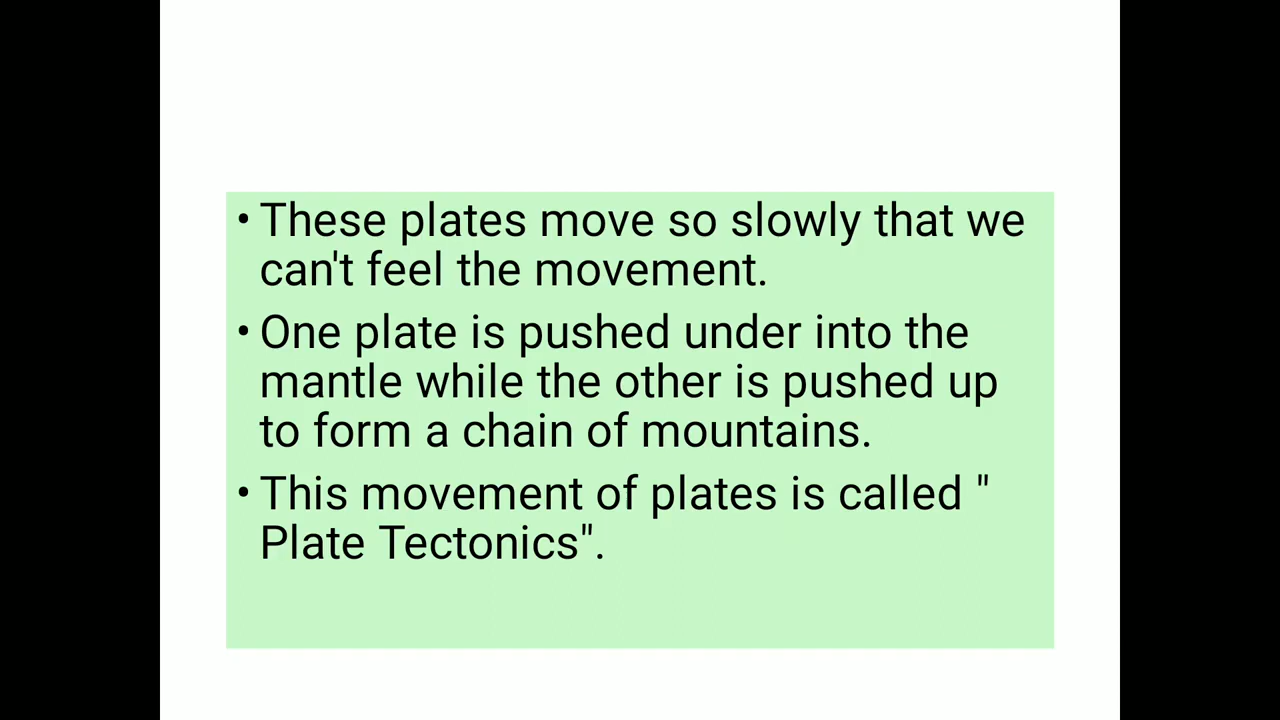 • These plates move so slowly that we
can't feel the movement.
• One plate is pushed under into the
mantle while the other is pushed up
to form a chain of mountains.
• This movement of plates is called "
Plate Tectonics".